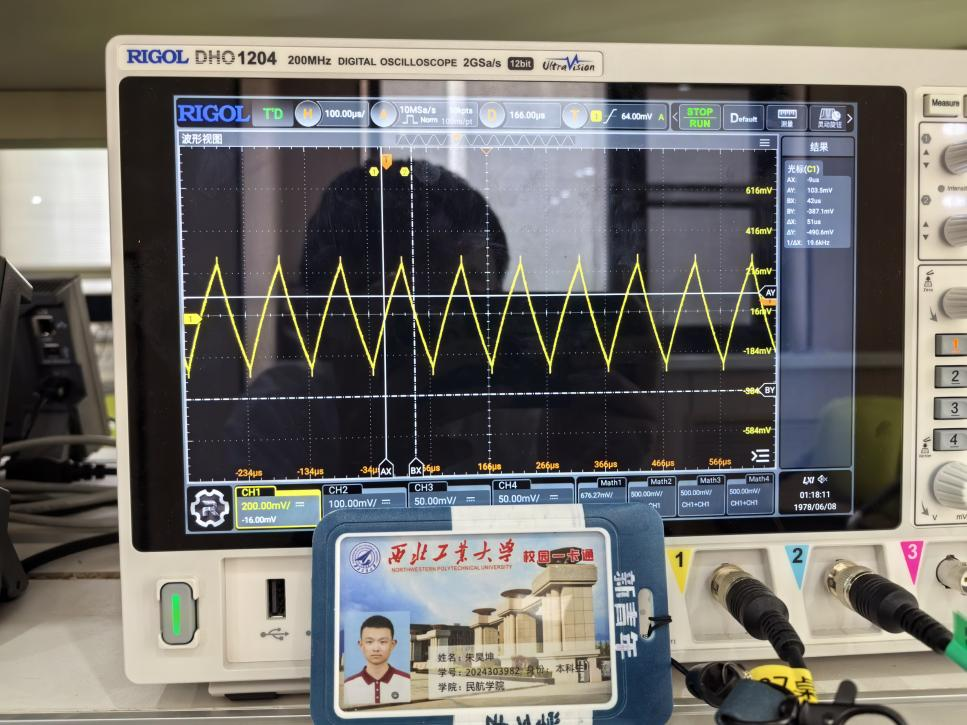 RIGOL DHO1204 200MHz DIGITAL OSCILLOSCOPE 2GSa/s 12bit UltraVision
RIGOL T'D H 100.00μs/ A 10MSa/s Norm D 166.00μs T 1 64.00mV A STOP RUN Default 测量
波形视图
结果
光标(C1)
AX: -9us
AY: 103.5mV
BX: 42us
BY: -387.1mV
ΔX: 51us
ΔY: -490.6mV
1/ΔX: 19.6kHz
616mV
416mV
216mV
AY
16mV
-184mV
-384
BY
-584mV
1
-234μs -134μs -34μs AX BX 66μs 166μs 266μs 366μs 466μs 566μs
CH1
200.00mV/
-16.00mV
CH2
100.00mV/
CH3
50.00mV/
CH4
50.00mV/
Math1
676.27mV/
Math2
500.00mV/
CH1
Math3
500.00mV/
CH1+CH1
Math4
500.00mV/
CH1+CH1
LXI
01:18:11
1978/06/08
Measure
1
2
3
4
V
1
2
3
西北工业大学 校园一卡通
NORTHWESTERN POLYTECHNICAL UNIVERSITY
新青年
姓名：朱昊坤
学号：2024303982 身份：本科生
学院：民航学院